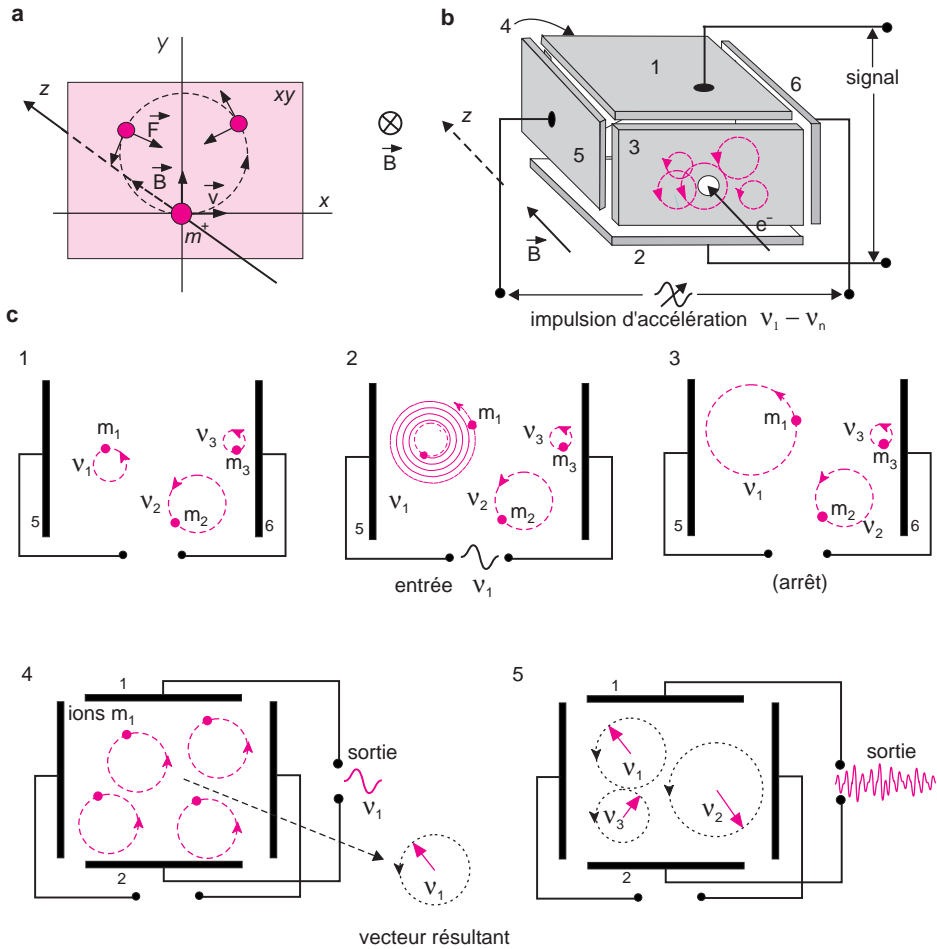 a
y
xy
z
F
B
v
x
m+
B
b
4
1
6
signal
z
3
5
e−
B
2
impulsion d'accélération ν1 – νn
c
1
m1
ν1
ν3
m3
ν2
m2
5
6
2
m1
ν3
m3
ν1
ν2
m2
5
6
entrée ν1
3
m1
ν3
m3
ν1
m2
ν2
5
6
(arrêt)
4
1
ions m1
sortie
ν1
2
ν1
vecteur résultant
5
1
sortie
ν1
ν3
ν2
2